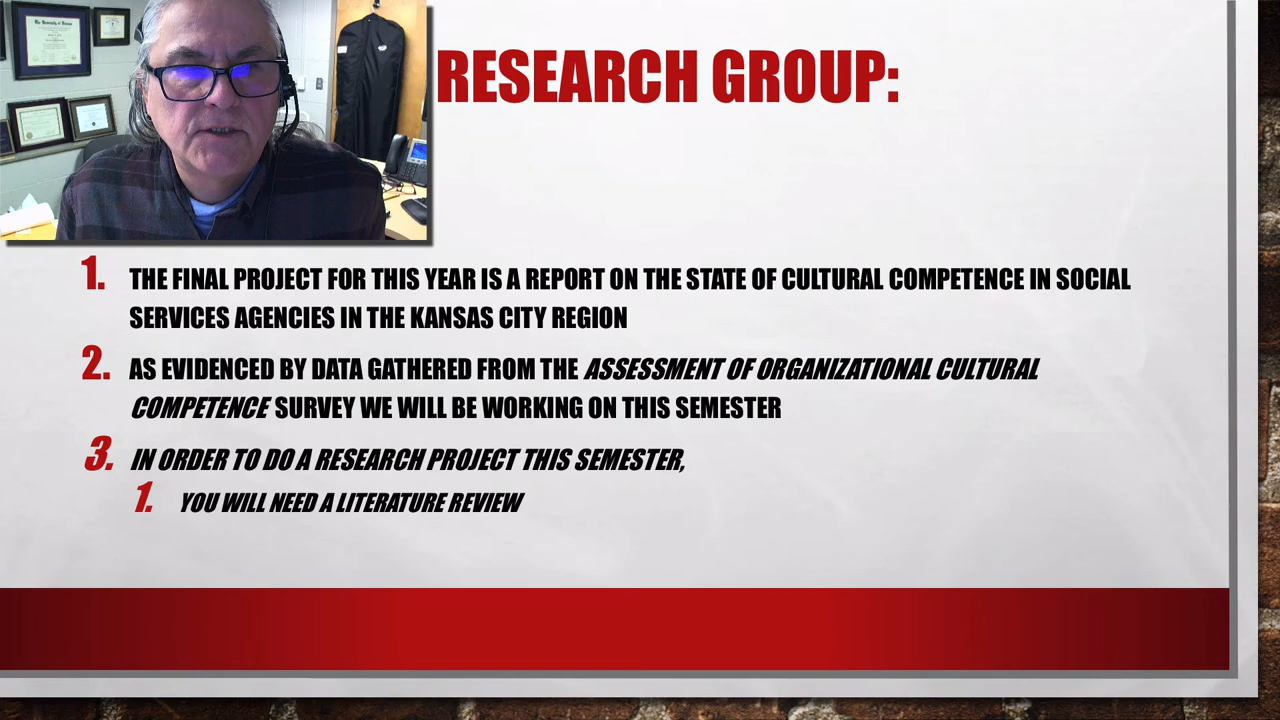 RESEARCH GROUP:
1. THE FINAL PROJECT FOR THIS YEAR IS A REPORT ON THE STATE OF CULTURAL COMPETENCE IN SOCIAL
SERVICES AGENCIES IN THE KANSAS CITY REGION
2. AS EVIDENCED BY DATA GATHERED FROM THE ASSESSMENT OF ORGANIZATIONAL CULTURAL
COMPETENCE SURVEY WE WILL BE WORKING ON THIS SEMESTER
3. IN ORDER TO DO A RESEARCH PROJECT THIS SEMESTER,
1. YOU WILL NEED A LITERATURE REVIEW